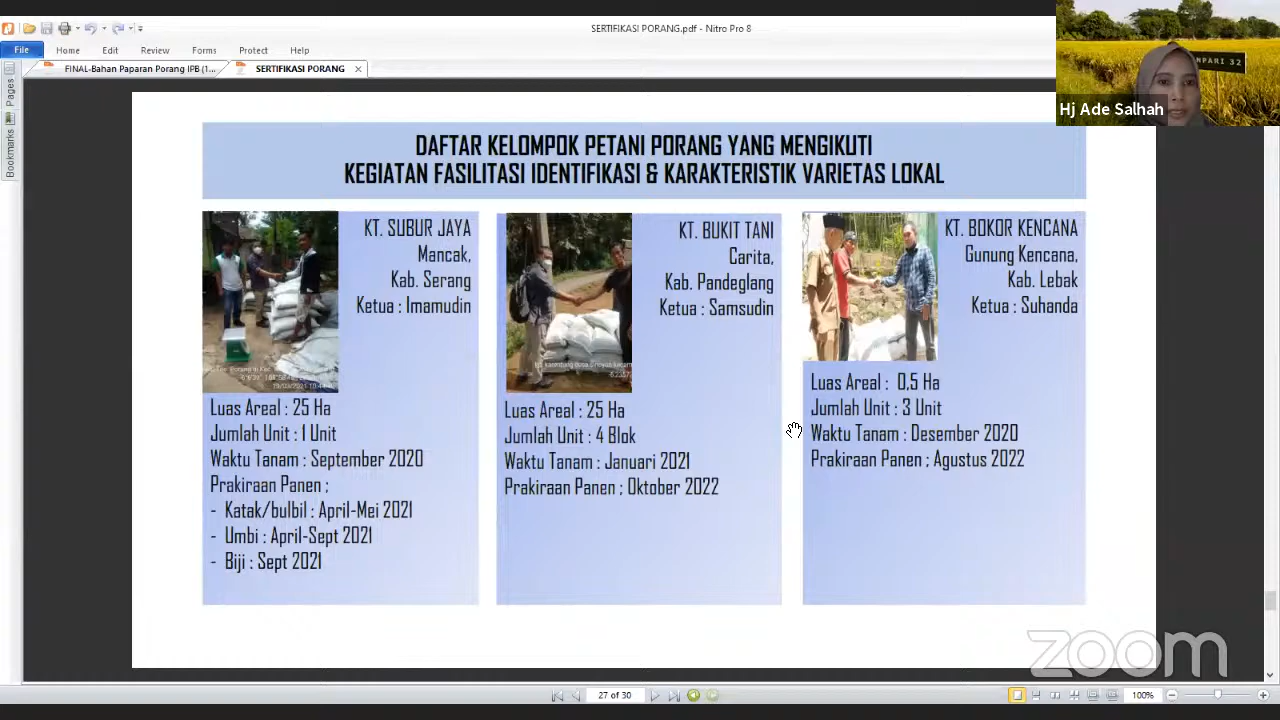 SERTIFIKASI PORANG.pdf - Nitro Pro 8
File Home Edit Review Forms Protect Help
FINAL-Bahan Paparan Porang IPB (1... SERTIFIKASI PORANG
Pages
Bookmarks
NPARI 32
Hj Ade Salhah
DAFTAR KELOMPOK PETANI PORANG YANG MENGIKUTI
KEGIATAN FASILITASI IDENTIFIKASI & KARAKTERISTIK VARIETAS LOKAL
KT. SUBUR JAYA
Mancak,
Kab. Serang
Ketua : Imamudin
Luas Areal : 25 Ha
Jumlah Unit : 1 Unit
Waktu Tanam : September 2020
Prakiraan Panen ;
- Katak/bulbil : April-Mei 2021
- Umbi : April-Sept 2021
- Biji : Sept 2021
KT. BUKIT TANI
Carita,
Kab. Pandeglang
Ketua : Samsudin
Luas Areal : 25 Ha
Jumlah Unit : 4 Blok
Waktu Tanam : Januari 2021
Prakiraan Panen ; Oktober 2022
KT. BOKOR KENCANA
Gunung Kencana,
Kab. Lebak
Ketua : Suhanda
Luas Areal : 0,5 Ha
Jumlah Unit : 3 Unit
Waktu Tanam : Desember 2020
Prakiraan Panen ; Agustus 2022
zoom
27 of 30
100%